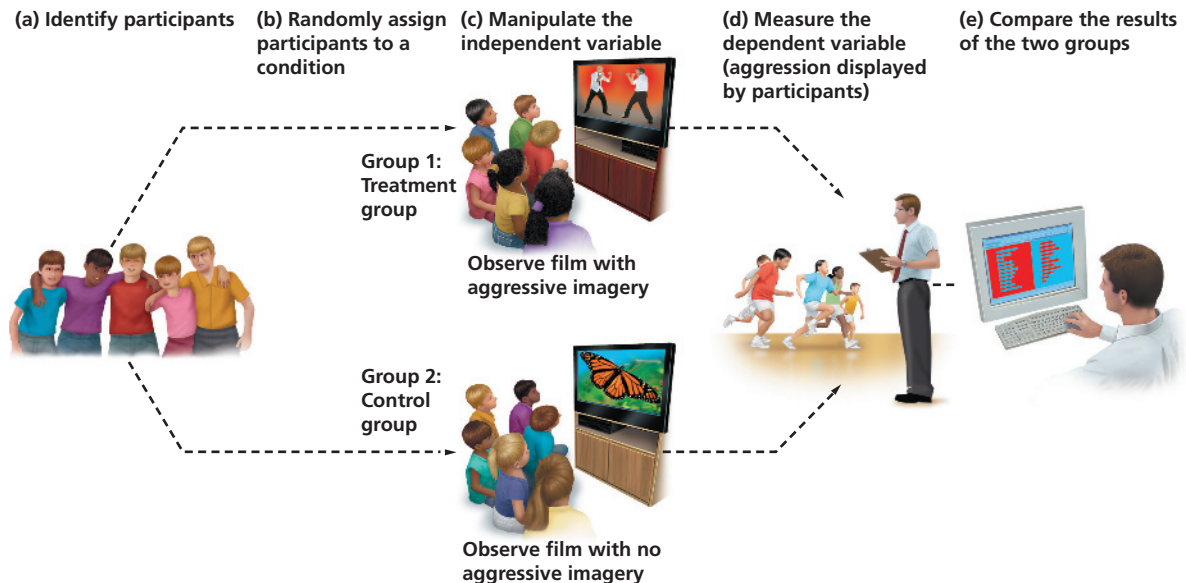 (a) Identify participants
(b) Randomly assign
participants to a
condition
(c) Manipulate the
independent variable
(d) Measure the
dependent variable
(aggression displayed
by participants)
(e) Compare the results
of the two groups
Group 1:
Treatment
group
Observe film with
aggressive imagery
Group 2:
Control
group
Observe film with no
aggressive imagery